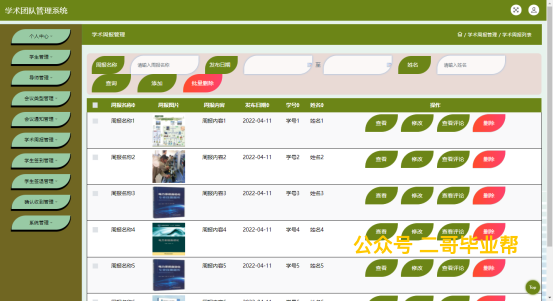 学术团队管理系统
个人中心
学生管理
导师管理
会议类型管理
会议通知管理
学术周报管理
学生签到管理
学生签退管理
确认收到管理
系统管理
学术周报管理
/ 学术周报管理 / 学术周报列表
周报名称 请输入周报名称 发布日期 至 姓名 请输入姓名
查询 添加 批量删除
周报名称 周报图片 周报内容 发布日期 学号 姓名 操作
周报名称1 周报内容1 2022-04-11 学号1 姓名1 查看 修改 查看评论 删除
周报名称2 周报内容2 2022-04-11 学号2 姓名2 查看 修改 查看评论 删除
周报名称3 周报内容3 2022-04-11 学号3 姓名3 查看 修改 查看评论 删除
周报名称4 周报内容4 2022-04-11 学号4 姓名4 查看 修改 查看评论 删除
公众号 二哥毕业帮
周报名称5 周报内容5 2022-04-11 学号5 姓名5 查看 修改 查看评论 删除
Top